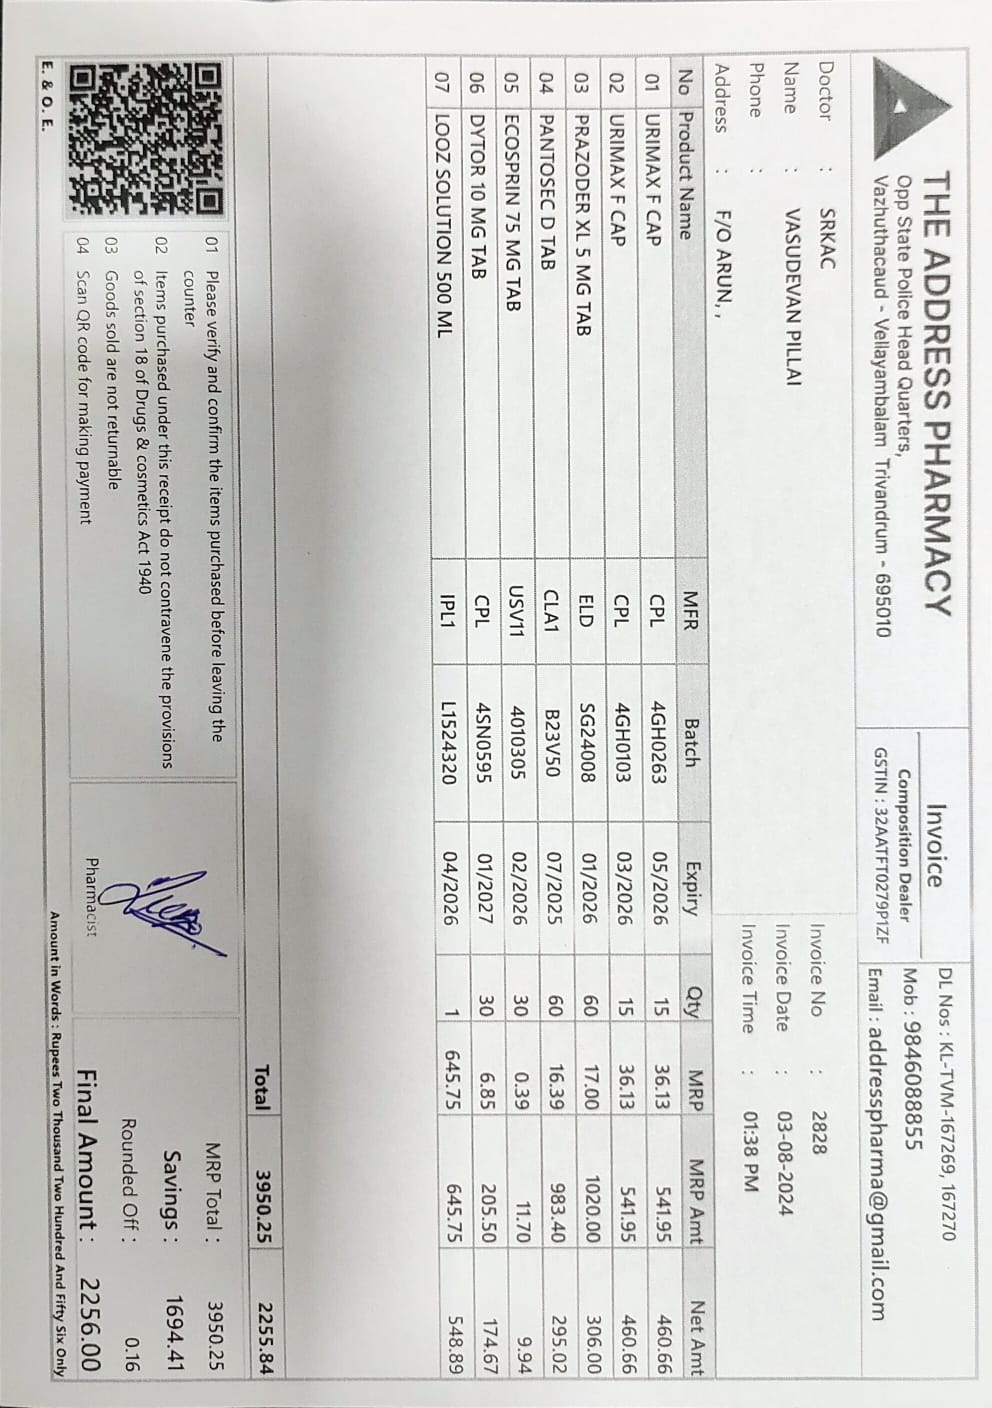 THE ADDRESS PHARMACY
Opp State Police Head Quarters,
Vazhuthacaud - Vellayambalam Trivandrum - 695010
Invoice
Composition Dealer
GSTIN : 32AATFT0279P1ZF
DL Nos : KL-TVM-167269, 167270
Mob : 9846088855
Email : addresspharma@gmail.com
Doctor : SRKAC
Name : VASUDEVAN PILLAI
Phone :
Address : F/O ARUN, ,
Invoice No : 2828
Invoice Date : 03-08-2024
Invoice Time : 01:38 PM
No Product Name MFR Batch Expiry Qty MRP MRP Amt Net Amt
01 URIMAX F CAP CPL 4GH0263 05/2026 15 36.13 541.95 460.66
02 URIMAX F CAP CPL 4GH0103 03/2026 15 36.13 541.95 460.66
03 PRAZODER XL 5 MG TAB ELD SG24008 01/2026 60 17.00 1020.00 306.00
04 PANTOSEC D TAB CLA1 B23V50 07/2025 60 16.39 983.40 295.02
05 ECOSPRIN 75 MG TAB USV11 4010305 02/2026 30 0.39 11.70 9.94
06 DYTOR 10 MG TAB CPL 4SN0595 01/2027 30 6.85 205.50 174.67
07 LOOZ SOLUTION 500 ML IPL1 L1524320 04/2026 1 645.75 645.75 548.89
Total 3950.25 2255.84
01 Please verify and confirm the items purchased before leaving the
counter
02 Items purchased under this receipt do not contravene the provisions
of section 18 of Drugs & cosmetics Act 1940
03 Goods sold are not returnable
04 Scan QR code for making payment
Pharmacist
MRP Total : 3950.25
Savings : 1694.41
Rounded Off : 0.16
Final Amount : 2256.00
E. & O. E.
Amount in Words : Rupees Two Thousand Two Hundred And Fifty Six Only